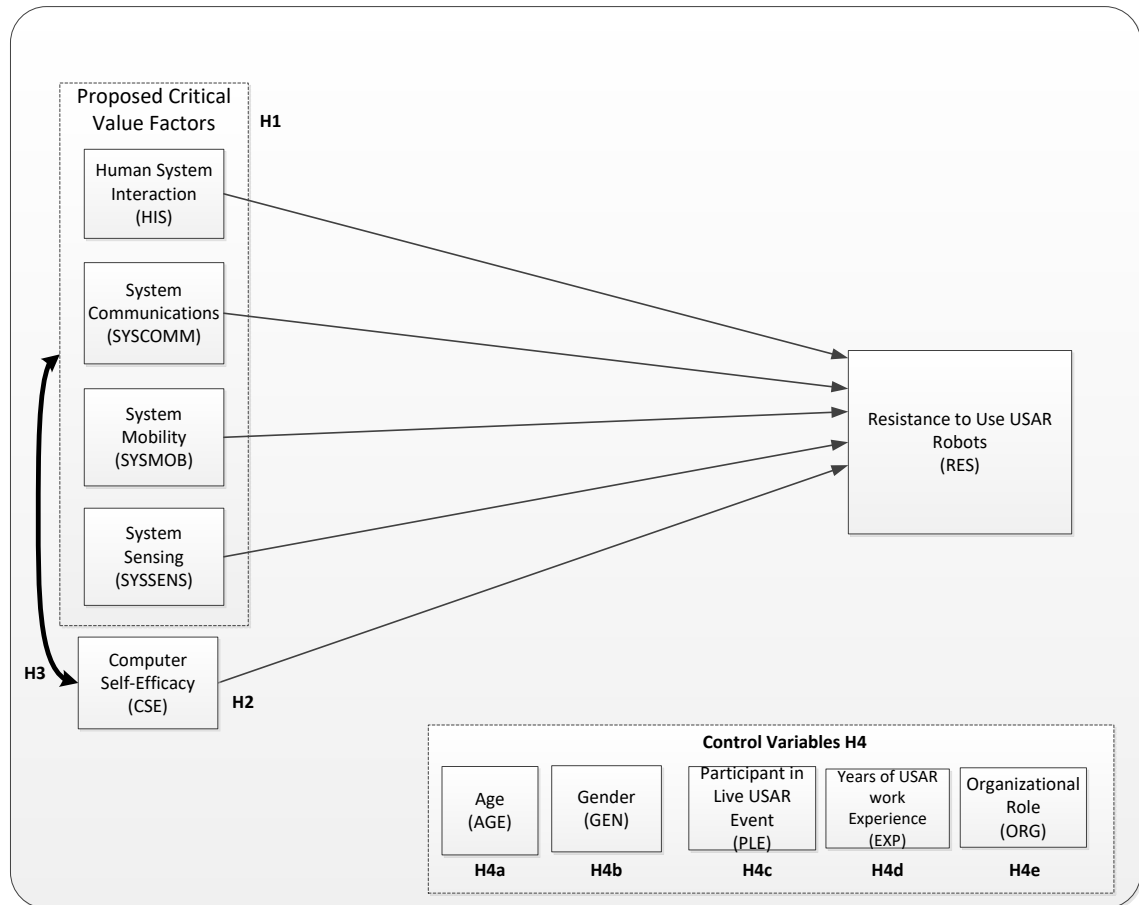 Proposed Critical
Value Factors
H1
Human System
Interaction
(HIS)
System
Communications
(SYSCOMM)
System
Mobility
(SYSMOB)
System
Sensing
(SYSSENS)
Resistance to Use USAR
Robots
(RES)
Computer
Self-Efficacy
(CSE)
H3
H2
Control Variables H4
Age
(AGE)
Gender
(GEN)
Participant in
Live USAR
Event
(PLE)
Years of USAR
work
Experience
(EXP)
Organizational
Role
(ORG)
H4a
H4b
H4c
H4d
H4e